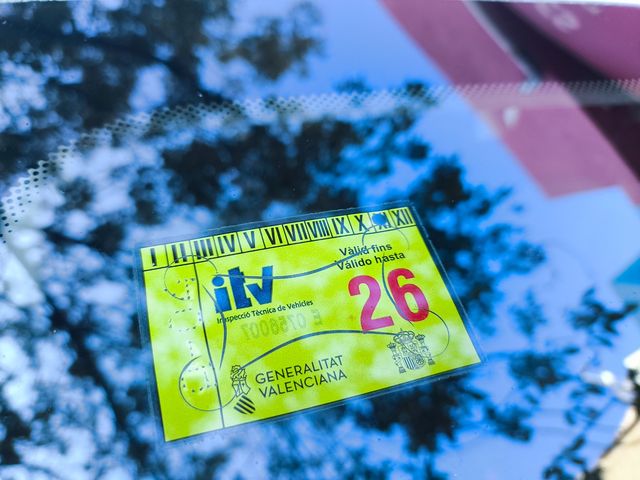 I II III IV V VI VII VIII IX X XI XII
Vàlid fins
Válido hasta
itv
Inspecció Tècnica de Vehicles
26
GENERALITAT
VALENCIANA